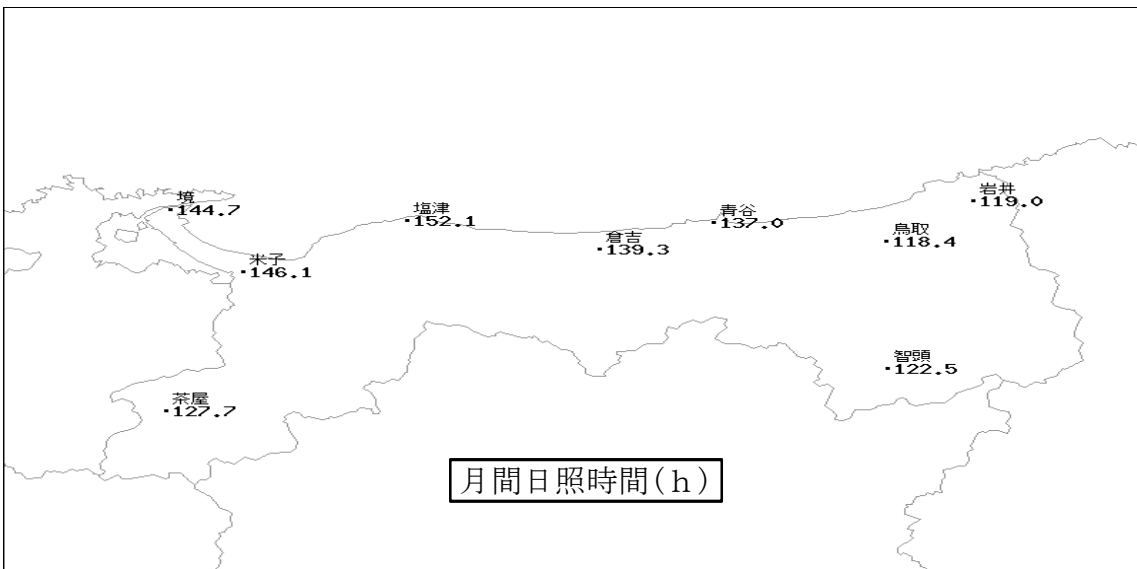 境
144.7
塩津
152.1
青谷
137.0
岩井
119.0
米子
146.1
倉吉
139.3
鳥取
118.4
智頭
122.5
茶屋
127.7
月間日照時間(ｈ)